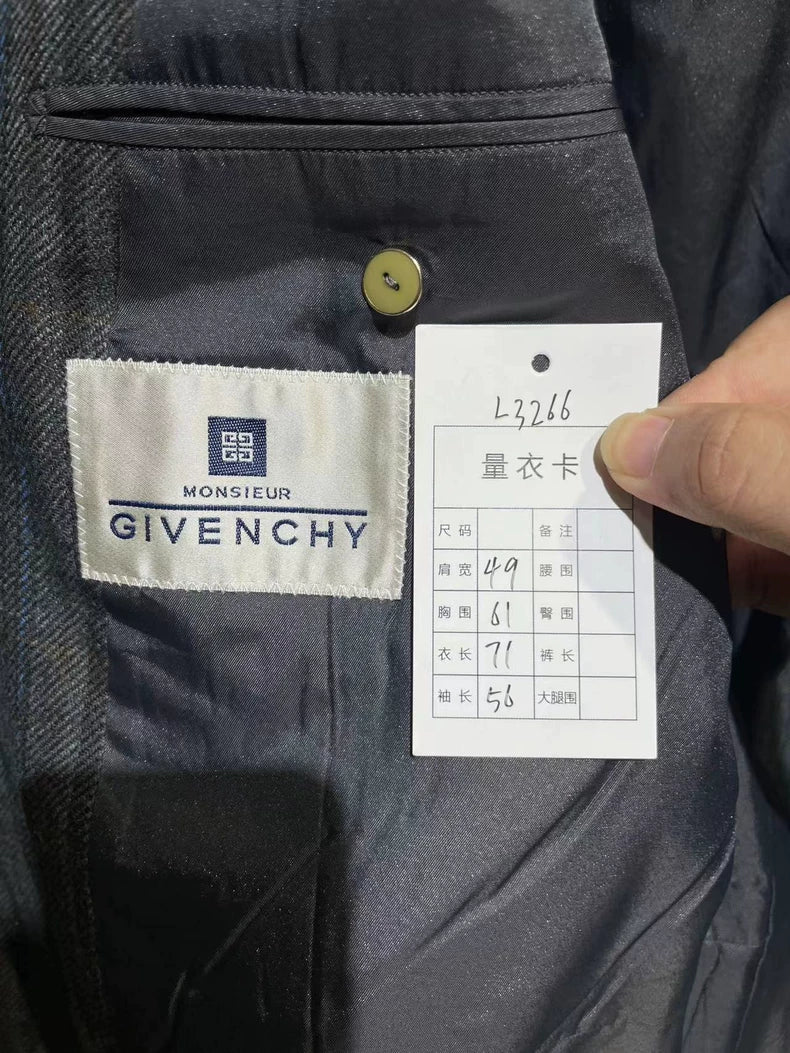 MONSIEUR
GIVENCHY
L3266
量衣卡
尺码 备注
肩宽 49 腰围
胸围 61 臀围
衣长 71 裤长
袖长 56 大腿围